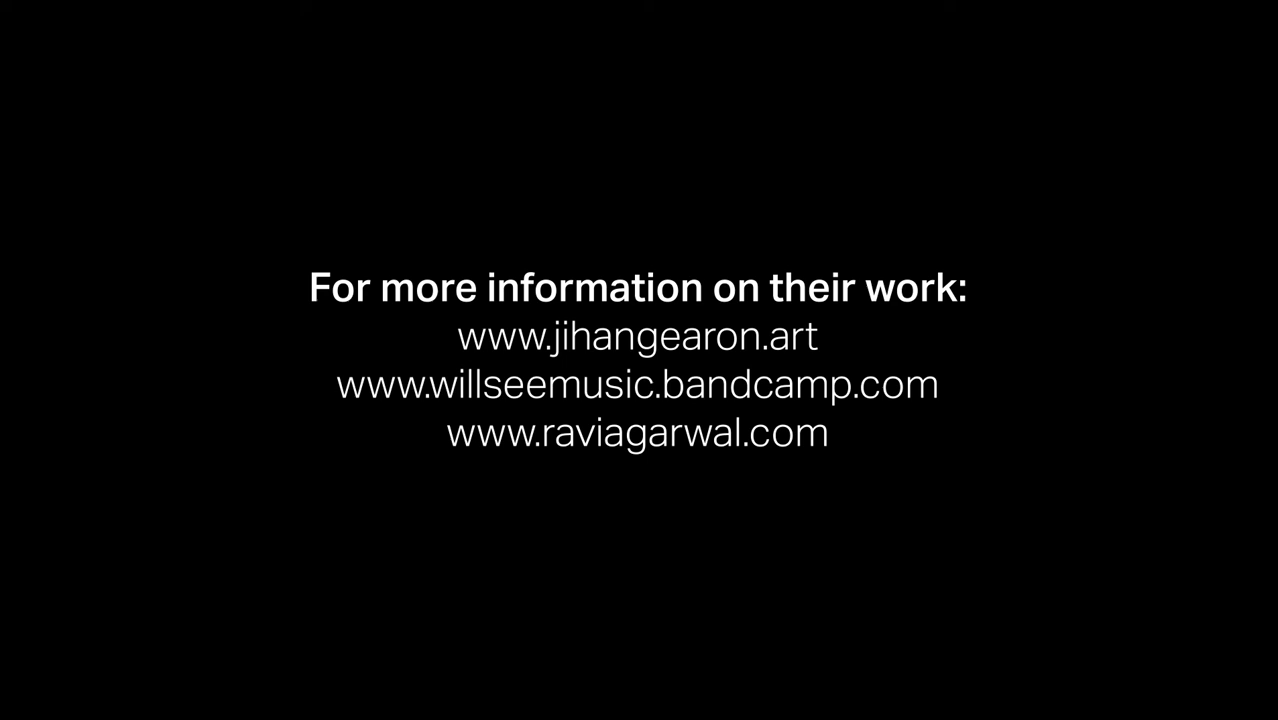 For more information on their work:
www.jihangearon.art
www.willseemusic.bandcamp.com
www.raviagarwal.com